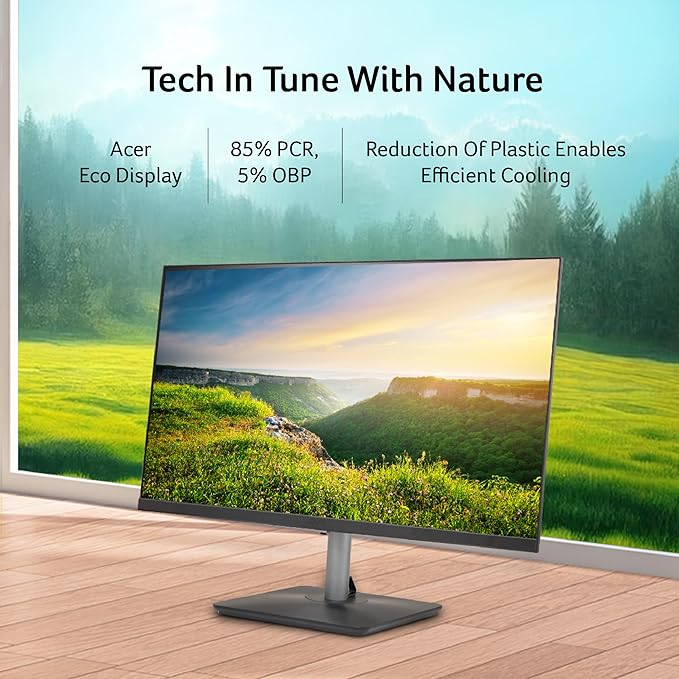 Tech In Tune With Nature
Acer
Eco Display
85% PCR,
5% OBP
Reduction Of Plastic Enables
Efficient Cooling